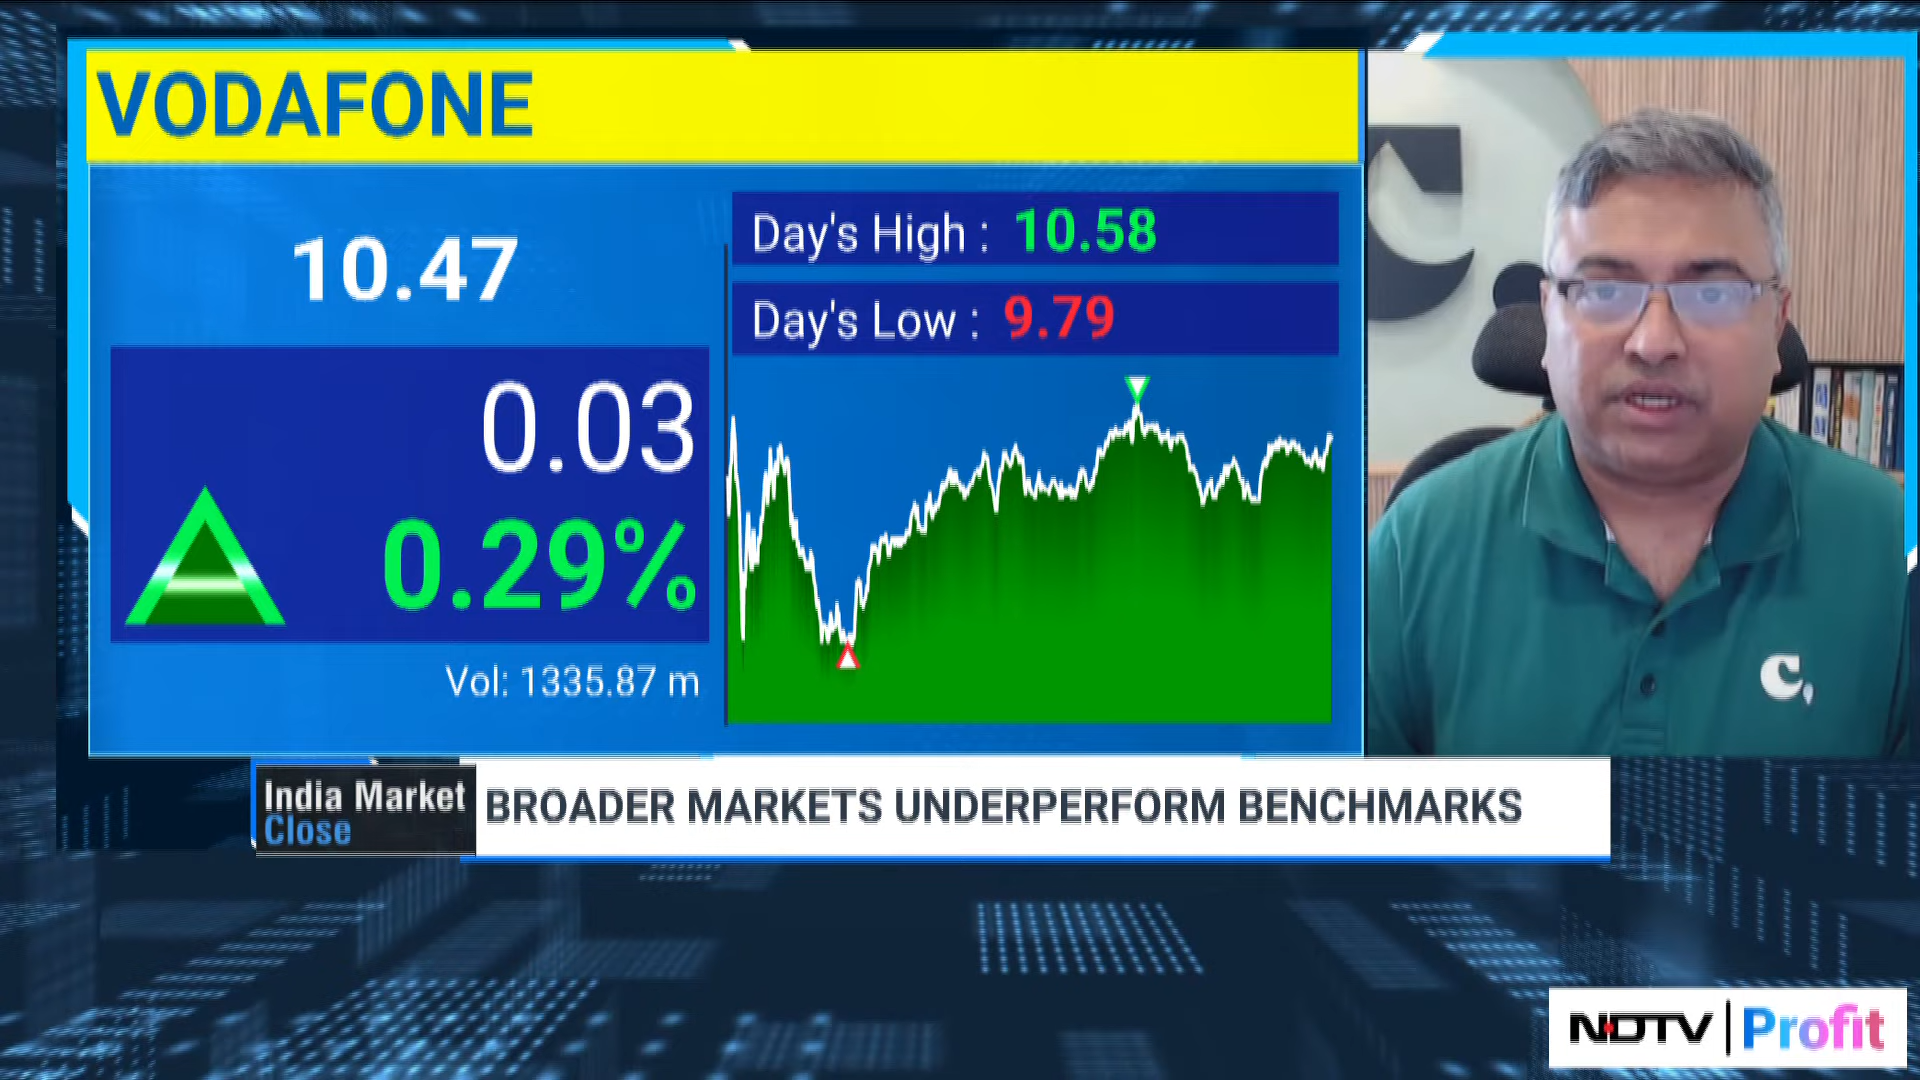 VODAFONE
10.47
0.03
0.29%
Vol: 1335.87 m
Day's High : 10.58
Day's Low : 9.79
India Market
Close
BROADER MARKETS UNDERPERFORM BENCHMARKS
c.
c,
NDTV Profit